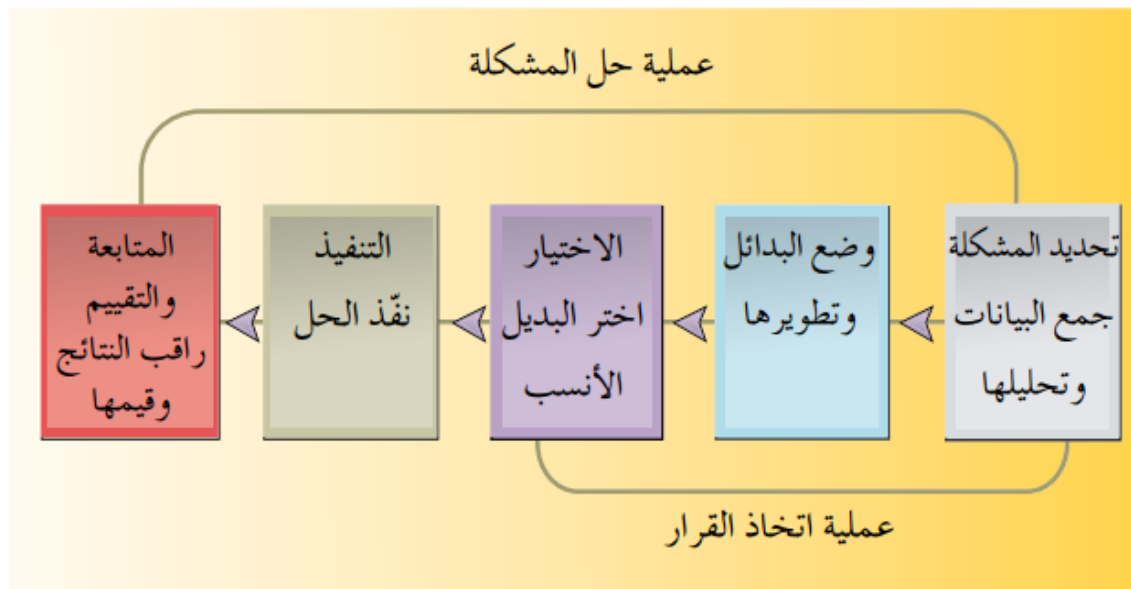 عملية حل المشكلة
تحديد المشكلة
جمع البيانات
وتحليلها
وضع البدائل
وتطويرها
الاختيار
اختر البديل
الأنسب
التنفيذ
نفّذ الحل
المتابعة
والتقييم
راقب النتائج
وقيمها
عملية اتخاذ القرار